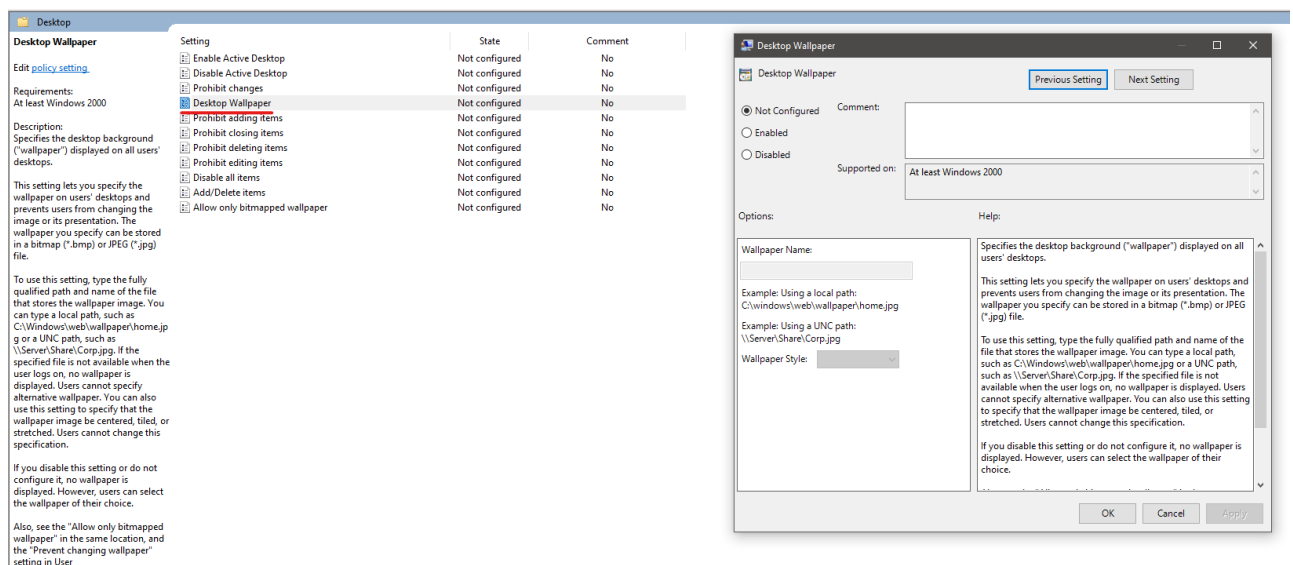 Desktop
Desktop Wallpaper
Edit policy setting
Requirements:
At least Windows 2000
Description:
Specifies the desktop background
("wallpaper") displayed on all users'
desktops.
This setting lets you specify the
wallpaper on users' desktops and
prevents users from changing the
image or its presentation. The
wallpaper you specify can be stored
in a bitmap (*.bmp) or JPEG (*.jpg)
file.
To use this setting, type the fully
qualified path and name of the file
that stores the wallpaper image. You
can type a local path, such as
C:\Windows\web\wallpaper\home.jp
g or a UNC path, such as
\\Server\Share\Corp.jpg. If the
specified file is not available when the
user logs on, no wallpaper is
displayed. Users cannot specify
alternative wallpaper. You can also
use this setting to specify that the
wallpaper image be centered, tiled, or
stretched. Users cannot change this
specification.
If you disable this setting or do not
configure it, no wallpaper is
displayed. However, users can select
the wallpaper of their choice.
Also, see the "Allow only bitmapped
wallpaper" in the same location, and
the "Prevent changing wallpaper"
setting in User
Setting State Comment
Enable Active Desktop Not configured No
Disable Active Desktop Not configured No
Prohibit changes Not configured No
Desktop Wallpaper Not configured No
Prohibit adding items Not configured No
Prohibit closing items Not configured No
Prohibit deleting items Not configured No
Prohibit editing items Not configured No
Disable all items Not configured No
Add/Delete items Not configured No
Allow only bitmapped wallpaper Not configured No
Desktop Wallpaper
Desktop Wallpaper
Previous Setting Next Setting
Not Configured Comment:
Enabled
Disabled
Supported on: At least Windows 2000
Options: Help:
Wallpaper Name:
Example: Using a local path:
C:\windows\web\wallpaper\home.jpg
Example: Using a UNC path:
\\Server\Share\Corp.jpg
Wallpaper Style:
Specifies the desktop background ("wallpaper") displayed on all
users' desktops.
This setting lets you specify the wallpaper on users' desktops and
prevents users from changing the image or its presentation. The
wallpaper you specify can be stored in a bitmap (*.bmp) or JPEG
(*.jpg) file.
To use this setting, type the fully qualified path and name of the
file that stores the wallpaper image. You can type a local path,
such as C:\Windows\web\wallpaper\home.jpg or a UNC path,
such as \\Server\Share\Corp.jpg. If the specified file is not
available when the user logs on, no wallpaper is displayed. Users
cannot specify alternative wallpaper. You can also use this setting
to specify that the wallpaper image be centered, tiled, or
stretched. Users cannot change this specification.
If you disable this setting or do not configure it, no wallpaper is
displayed. However, users can select the wallpaper of their
choice.
OK Cancel Apply